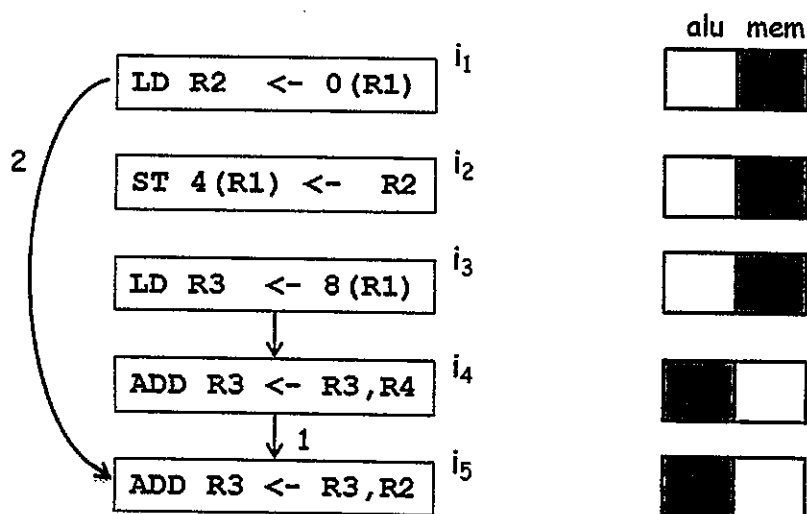 alu mem
LD R2 <- 0(R1) i1
2
ST 4(R1) <- R2 i2
LD R3 <- 8(R1) i3
ADD R3 <- R3,R4 i4
1
ADD R3 <- R3,R2 i5